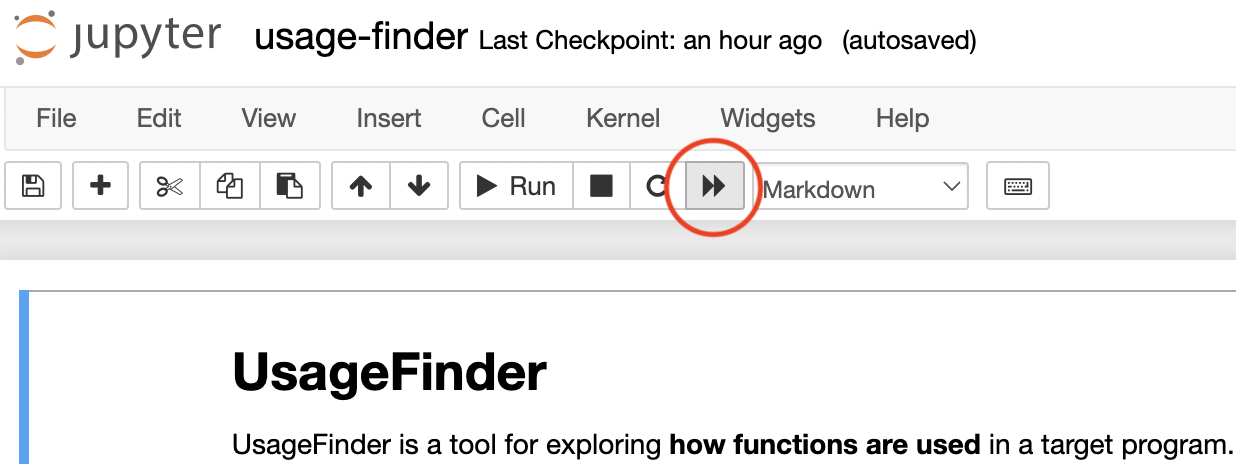 jupyter usage-finder Last Checkpoint: an hour ago (autosaved)
File Edit View Insert Cell Kernel Widgets Help
Run Markdown
UsageFinder
UsageFinder is a tool for exploring how functions are used in a target program.